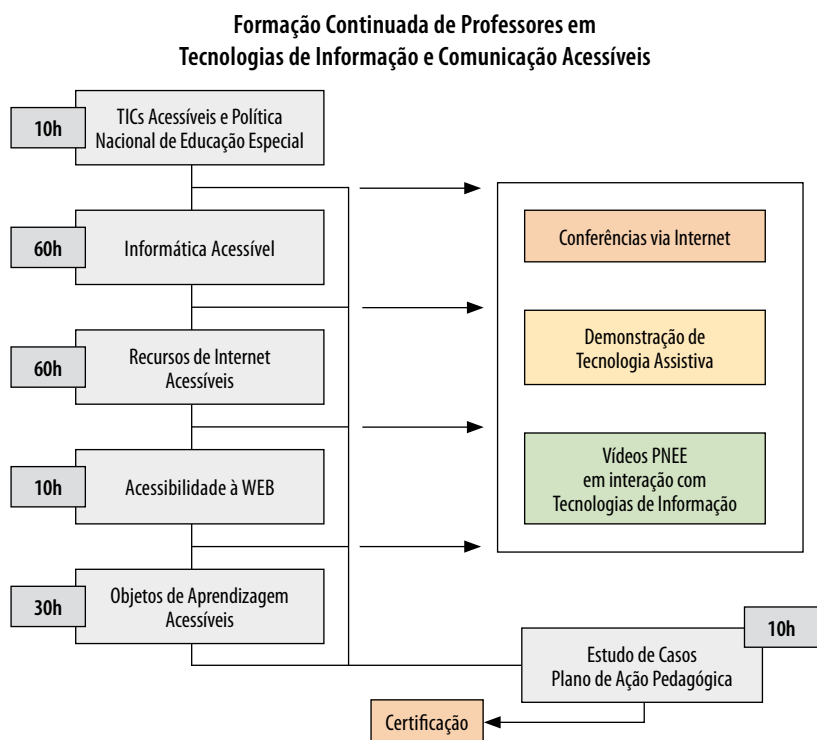 Formação Continuada de Professores em
Tecnologias de Informação e Comunicação Acessíveis
10h
TICs Acessíveis e Política
Nacional de Educação Especial
60h
Informática Acessível
60h
Recursos de Internet
Acessíveis
10h
Acessibilidade à WEB
30h
Objetos de Aprendizagem
Acessíveis
Conferências via Internet
Demonstração de
Tecnologia Assistiva
Vídeos PNEE
em interação com
Tecnologias de Informação
10h
Estudo de Casos
Plano de Ação Pedagógica
Certificação